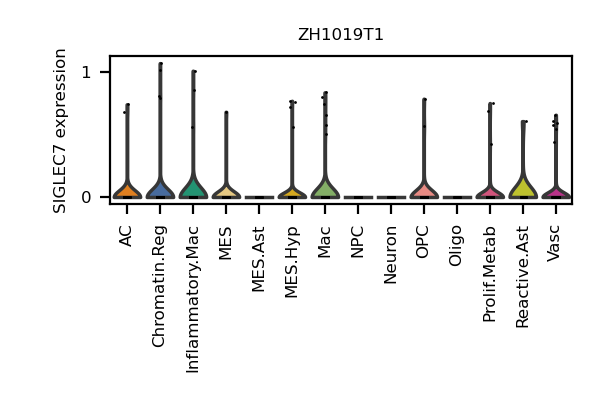 ZH1019T1
SIGLEC7 expression
1
0
AC
Chromatin.Reg
Inflammatory.Mac
MES
MES.Ast
MES.Hyp
Mac
NPC
Neuron
OPC
Oligo
Prolif.Metab
Reactive.Ast
Vasc